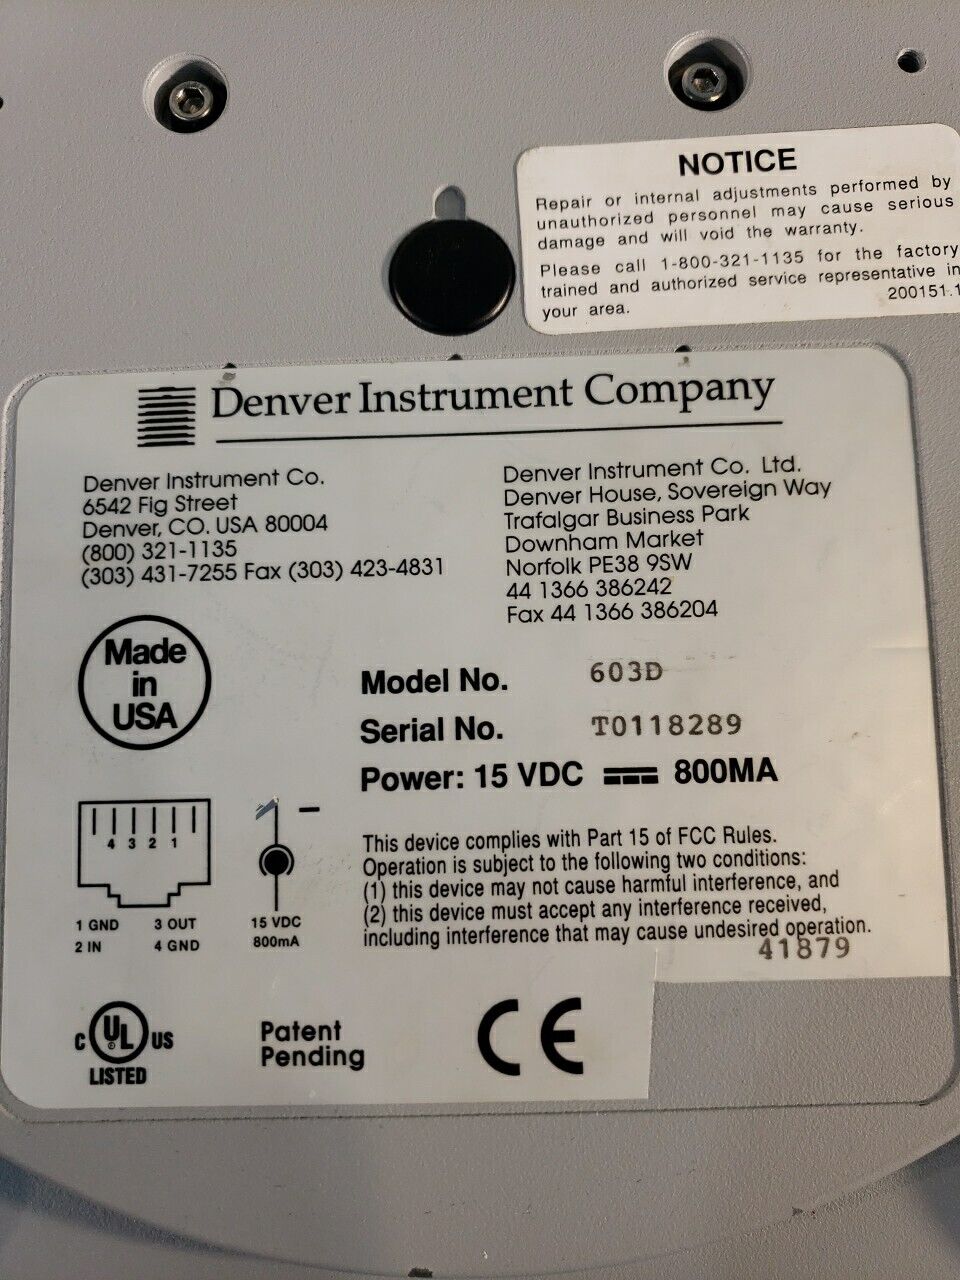 NOTICE
Repair or internal adjustments performed by
unauthorized personnel may cause serious
damage and will void the warranty.
Please call 1-800-321-1135 for the factory
trained and authorized service representative in
your area.
200151.1
Denver Instrument Company
Denver Instrument Co.
6542 Fig Street
Denver, CO. USA 80004
(800) 321-1135
(303) 431-7255 Fax (303) 423-4831
Denver Instrument Co. Ltd.
Denver House, Sovereign Way
Trafalgar Business Park
Downham Market
Norfolk PE38 9SW
44 1366 386242
Fax 44 1366 386204
Made
in
USA
Model No. 603D
Serial No. T0118289
Power: 15 VDC 800MA
4 3 2 1
1 GND 3 OUT
2 IN 4 GND
15 VDC
800mA
This device complies with Part 15 of FCC Rules.
Operation is subject to the following two conditions:
(1) this device may not cause harmful interference, and
(2) this device must accept any interference received,
including interference that may cause undesired operation.
41879
C UL US
LISTED
Patent
Pending
CE